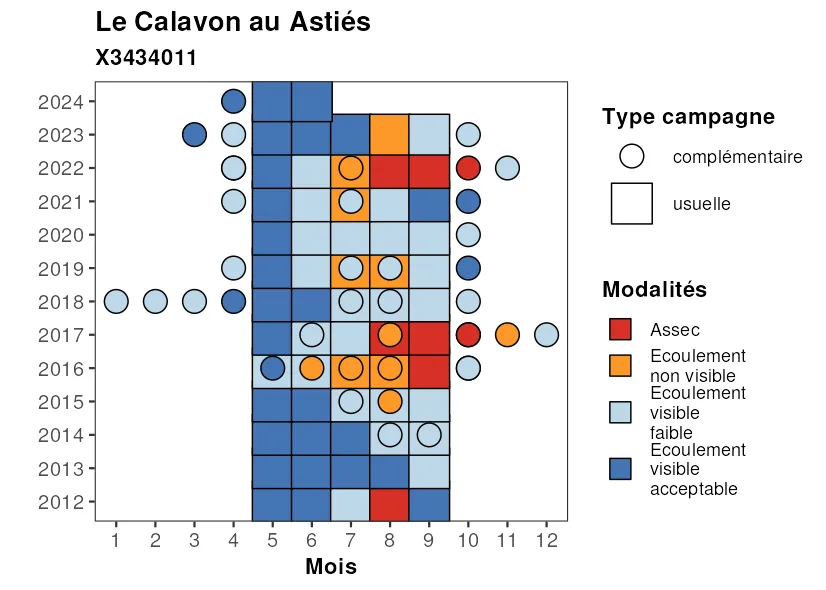 Le Calavon au Astiés
X3434011
2024
2023
2022
2021
2020
2019
2018
2017
2016
2015
2014
2013
2012
1 2 3 4 5 6 7 8 9 10 11 12
Mois
Type campagne
complémentaire
usuelle
Modalités
Assec
Ecoulement
non visible
Ecoulement
visible
faible
Ecoulement
visible
acceptable